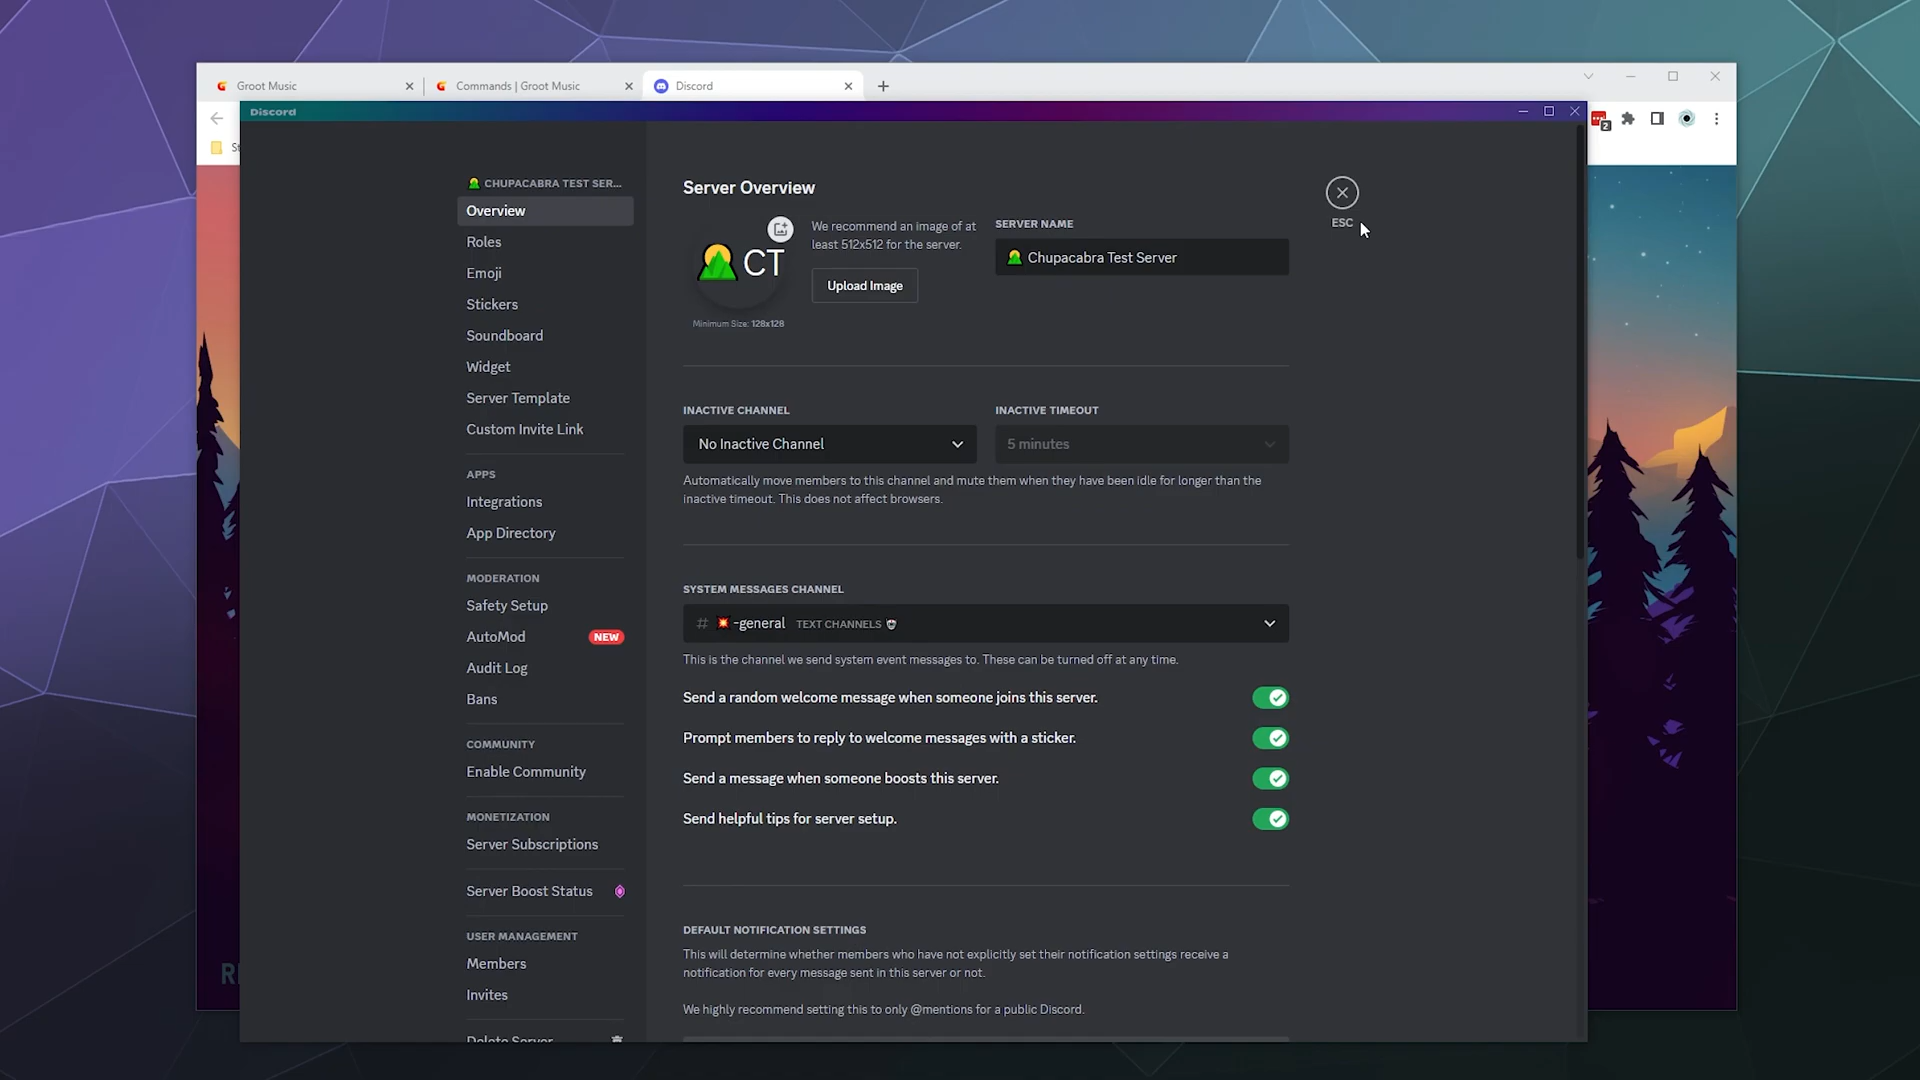 Groot Music
Commands | Groot Music
Discord
Discord
2
CHUPACABRA TEST SER...
Overview
Roles
Emoji
Stickers
Soundboard
Widget
Server Template
Custom Invite Link
APPS
Integrations
App Directory
MODERATION
Safety Setup
AutoMod NEW
Audit Log
Bans
COMMUNITY
Enable Community
MONETIZATION
Server Subscriptions
Server Boost Status
USER MANAGEMENT
Members
Invites
Delete Server
Server Overview
CT
Minimum Size: 128x128
We recommend an image of at
least 512x512 for the server.
Upload Image
SERVER NAME
Chupacabra Test Server
ESC
INACTIVE CHANNEL
No Inactive Channel
INACTIVE TIMEOUT
5 minutes
Automatically move members to this channel and mute them when they have been idle for longer than the
inactive timeout. This does not affect browsers.
SYSTEM MESSAGES CHANNEL
# 💥-general TEXT CHANNELS
This is the channel we send system event messages to. These can be turned off at any time.
Send a random welcome message when someone joins this server.
Prompt members to reply to welcome messages with a sticker.
Send a message when someone boosts this server.
Send helpful tips for server setup.
DEFAULT NOTIFICATION SETTINGS
This will determine whether members who have not explicitly set their notification settings receive a
notification for every message sent in this server or not.
We highly recommend setting this to only @mentions for a public Discord.